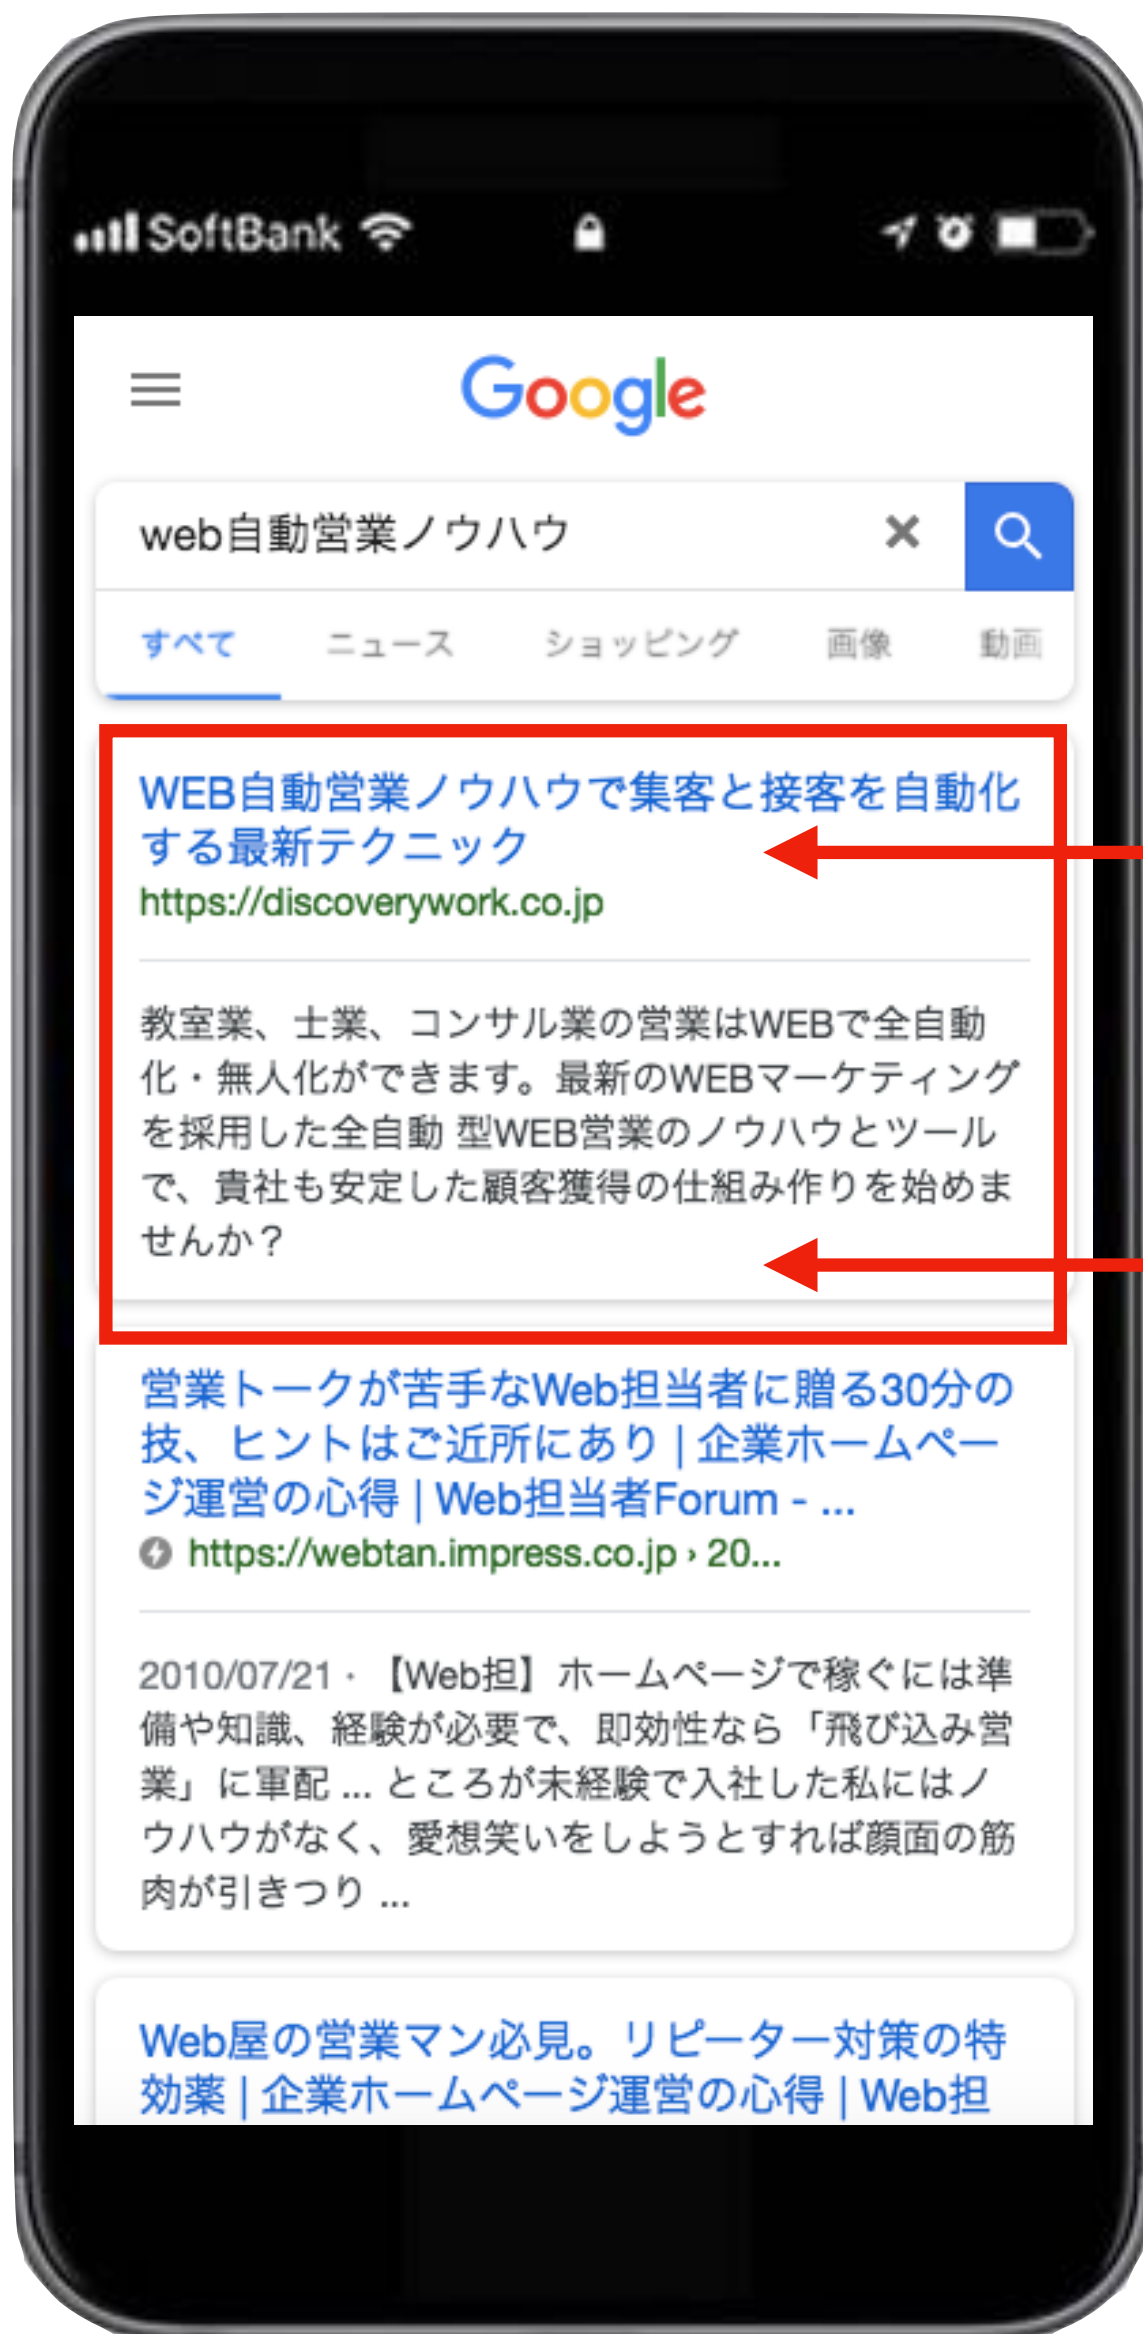 SoftBank
Google
web自動営業ノウハウ
すべて ニュース ショッピング 画像 動画
WEB自動営業ノウハウで集客と接客を自動化
する最新テクニック
https://discoverywork.co.jp
教室業、士業、コンサル業の営業はWEBで全自動
化・無人化ができます。最新のWEBマーケティング
を採用した全自動 型WEB営業のノウハウとツール
で、貴社も安定した顧客獲得の仕組み作りを始めま
せんか？
営業トークが苦手なWeb担当者に贈る30分の
技、ヒントはご近所にあり | 企業ホームペー
ジ運営の心得 | Web担当者Forum - ...
https://webtan.impress.co.jp › 20...
2010/07/21 · 【Web担】ホームページで稼ぐには準
備や知識、経験が必要で、即効性なら「飛び込み営
業」に軍配 ... ところが未経験で入社した私にはノ
ウハウがなく、愛想笑いをしようとすれば顔面の筋
肉が引きつり ...
Web屋の営業マン必見。リピーター対策の特
効薬 | 企業ホームページ運営の心得 | Web担